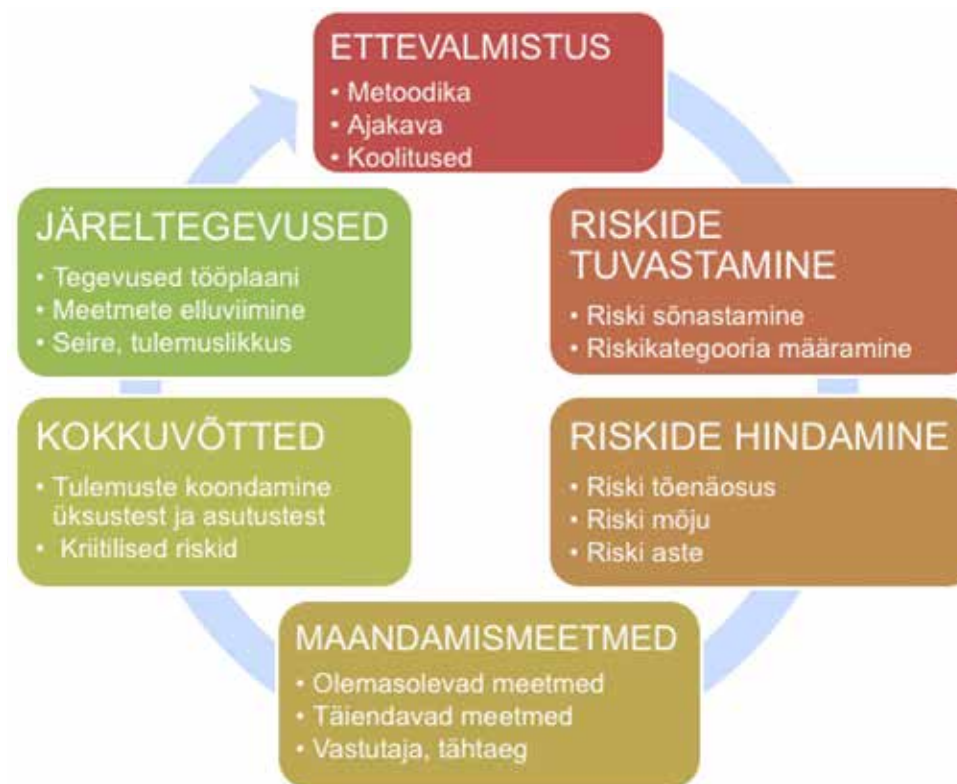 ETTEVALMISTUS
• Metoodika
• Ajakava
• Koolitused
RISKIDE
TUVASTAMINE
• Riski sõnastamine
• Riskikategooria määramine
RISKIDE HINDAMINE
• Riski tõenäosus
• Riski mõju
• Riski aste
MAANDAMISMEETMED
• Olemasolevad meetmed
• Täiendavad meetmed
• Vastutaja, tähtaeg
KOKKUVÕTTED
• Tulemuste koondamine
üksustest ja asutustest
• Kriitilised riskid
JÄRELTEGEVUSED
• Tegevused tööplaani
• Meetmete elluviimine
• Seire, tulemuslikkus